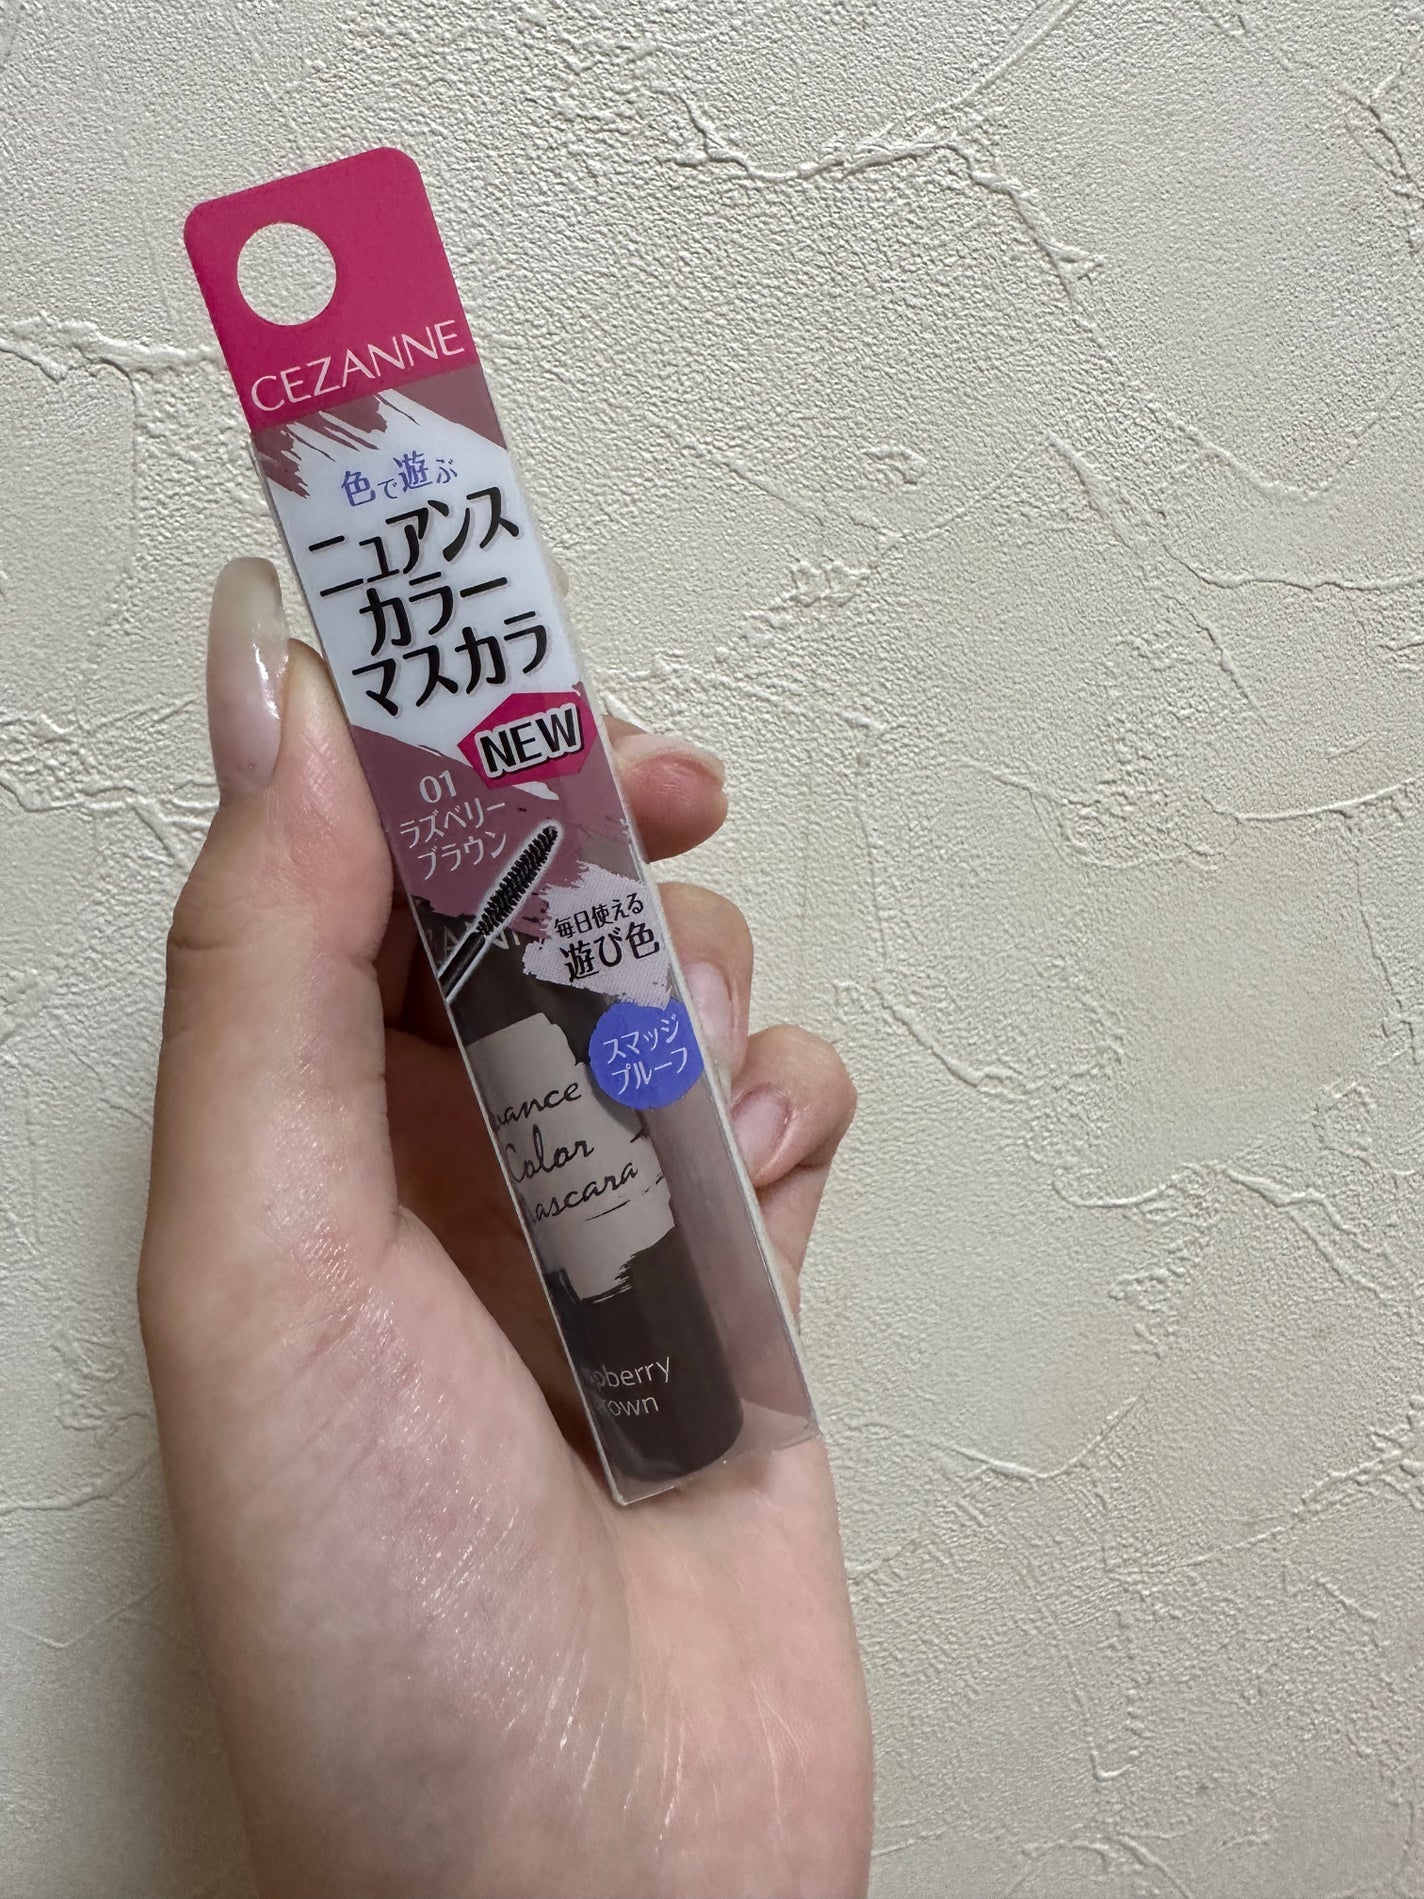 CEZANNE
色で遊ぶ
ニュアンス
カラー
マスカラ
NEW
01
ラズベリー
ブラウン
毎日使える
遊び色
スマッジ
プルーフ
Color